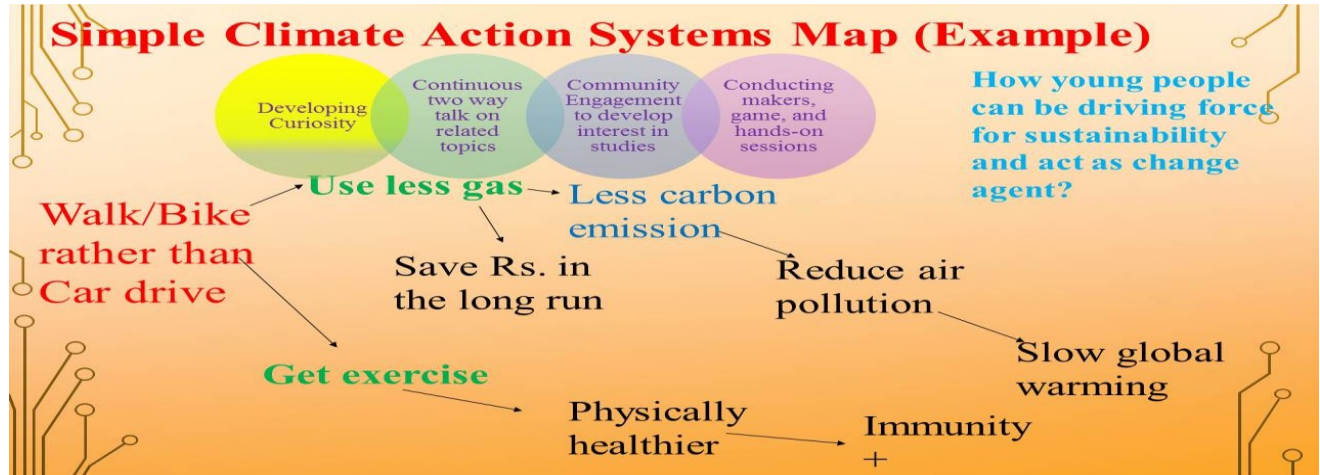 Simple Climate Action Systems Map (Example)
Developing
Curiosity
Continuous
two way
talk on
related
topics
Community
Engagement
to develop
interest in
studies
Conducting
makers,
game, and
hands-on
sessions
How young people
can be driving force
for sustainability
and act as change
agent?
Use less gas
Less carbon
emission
Walk/Bike
rather than
Car drive
Save Rs. in
the long run
Reduce air
pollution
Slow global
warming
Get exercise
Physically
healthier
Immunity
+